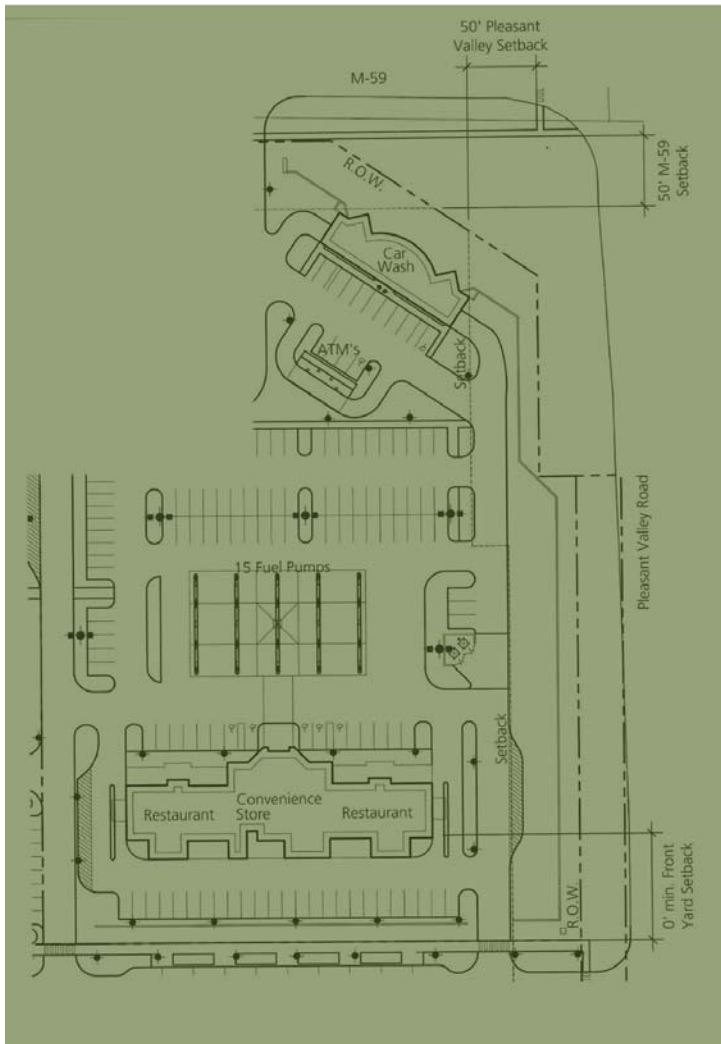 50' Pleasant
Valley Setback
M-59
50' M-59
Setback
R.O.W.
Car
Wash
ATM's
Setback
Pleasant Valley Road
15 Fuel Pumps
Setback
Restaurant
Convenience
Store
Restaurant
0' min. Front
Yard Setback
R.O.W.